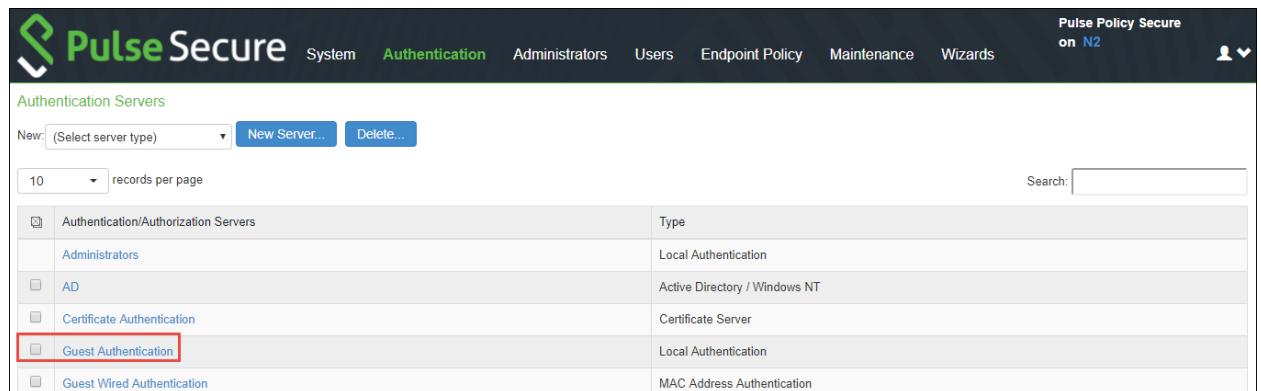 Pulse Secure
System Authentication Administrators Users Endpoint Policy Maintenance Wizards
Pulse Policy Secure
on N2
Authentication Servers
New: (Select server type) New Server... Delete...
10 records per page Search:
Authentication/Authorization Servers Type
Administrators Local Authentication
AD Active Directory / Windows NT
Certificate Authentication Certificate Server
Guest Authentication Local Authentication
Guest Wired Authentication MAC Address Authentication